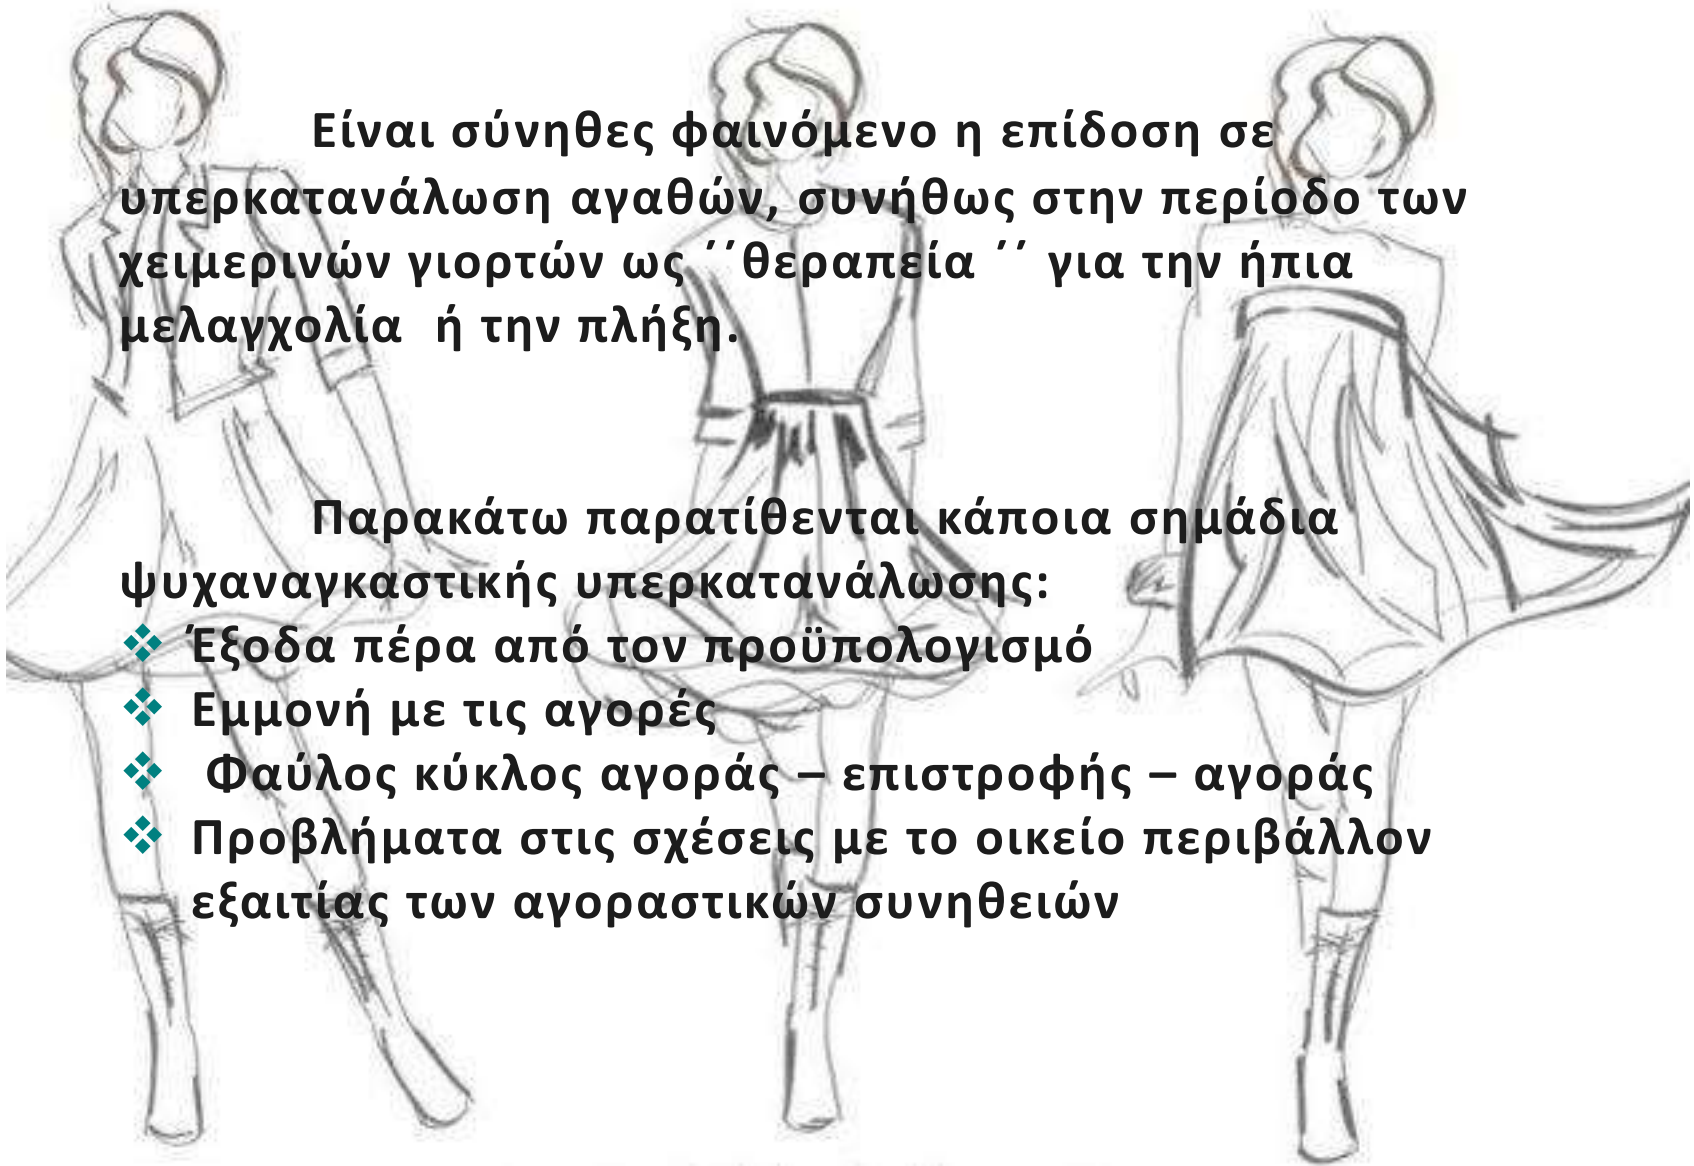 Είναι σύνηθες φαινόμενο η επίδοση σε
υπερκατανάλωση αγαθών, συνήθως στην περίοδο των
χειμερινών γιορτών ως ΄΄θεραπεία ΄΄ για την ήπια
μελαγχολία ή την πλήξη.
Παρακάτω παρατίθενται κάποια σημάδια
ψυχαναγκαστικής υπερκατανάλωσης:
❖ Έξοδα πέρα από τον προϋπολογισμό
❖ Εμμονή με τις αγορές
❖ Φαύλος κύκλος αγοράς – επιστροφής – αγοράς
❖ Προβλήματα στις σχέσεις με το οικείο περιβάλλον
εξαιτίας των αγοραστικών συνηθειών